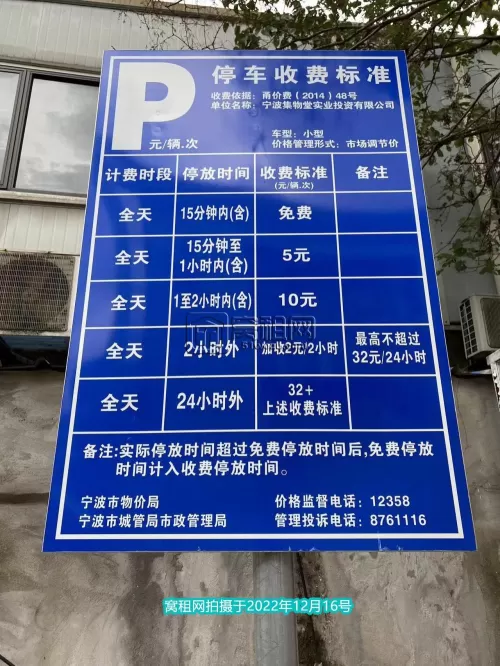 P
停车收费标准
收费依据：甬价费（2014）48号
单位名称：宁波集物堂实业投资有限公司
元/辆.次
车型：小型
价格管理形式：市场调节价
计费时段 停放时间 收费标准 (元/辆.次) 备注
全天 15分钟内(含) 免费
全天 15分钟至1小时内(含) 5元
全天 1至2小时内(含) 10元
窝租网
全天 2小时外 加收2元/2小时 最高不超过32元/24小时
全天 24小时外 32+上述收费标准
备注:实际停放时间超过免费停放时间后,免费停放
时间计入收费停放时间。
宁波市物价局 价格监督电话：12358
宁波市城管局市政管理局 管理投诉电话：8761116
窝租网拍摄于2022年12月16号